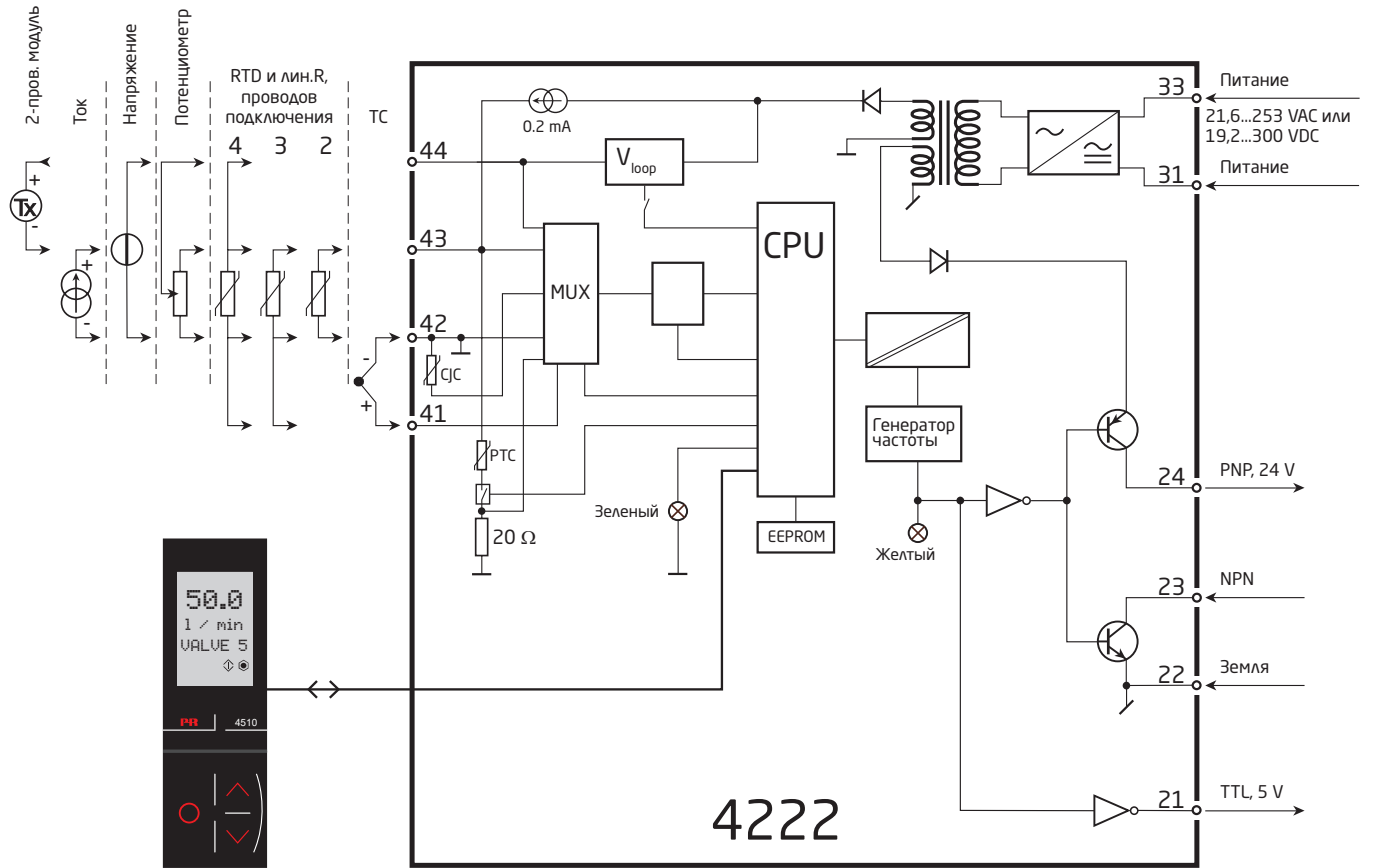 2-пров. модуль
Ток
Напряжение
Потенциометр
RTD и лин.R,
проводов
подключения
4 3 2
TC
+
Tx
-
+
-
-
+
44
43
42
41
0.2 mA
Vloop
MUX
CPU
CJC
PTC
20 Ω
Зеленый
EEPROM
Генератор
частоты
Желтый
33
Питание
21,6...253 VAC или
19,2...300 VDC
31
Питание
24
PNP, 24 V
23
NPN
22
Земля
21
TTL, 5 V
4222
50.0
l / min
VALVE 5
PR
4510